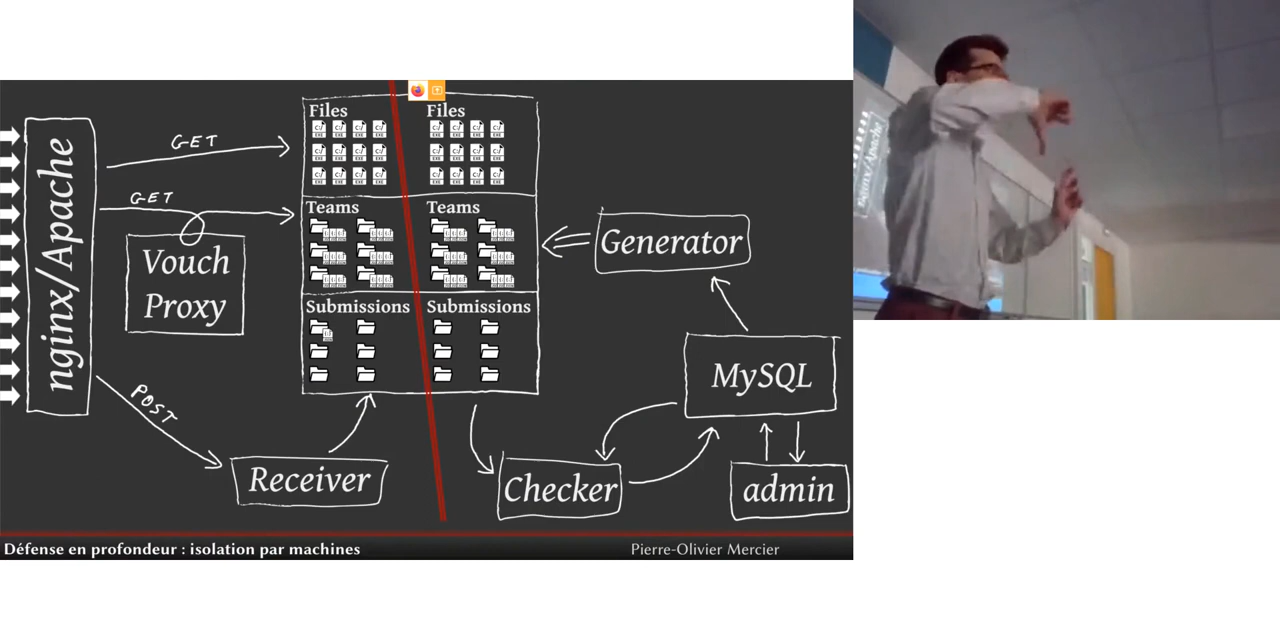 nginx/Apache
GET
GET
Vouch
Proxy
POST
Receiver
Files
Files
Teams
Teams
Submissions
Submissions
Generator
MySQL
Checker
admin
Défense en profondeur : isolation par machines
Pierre-Olivier Mercier
nginx/Apache